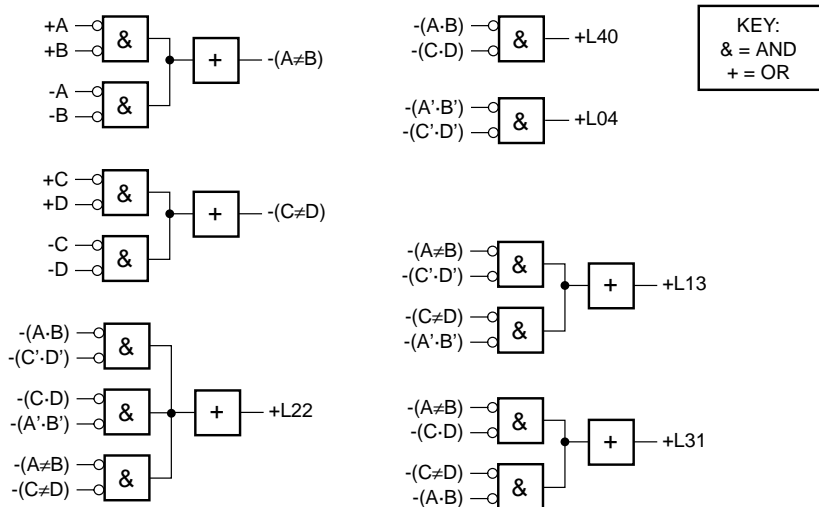 +A
+B
&
-A
-B
&
+
-(A≠B)
+C
+D
&
-C
-D
&
+
-(C≠D)
-(A·B)
-(C'·D')
&
-(C·D)
-(A'·B')
&
-(A≠B)
-(C≠D)
&
+
+L22
-(A·B)
-(C·D)
&
+L40
-(A'·B')
-(C'·D')
&
+L04
-(A≠B)
-(C'·D')
&
-(C≠D)
-(A'·B')
&
+
+L13
-(A≠B)
-(C·D)
&
-(C≠D)
-(A·B)
&
+
+L31
KEY:
& = AND
+ = OR